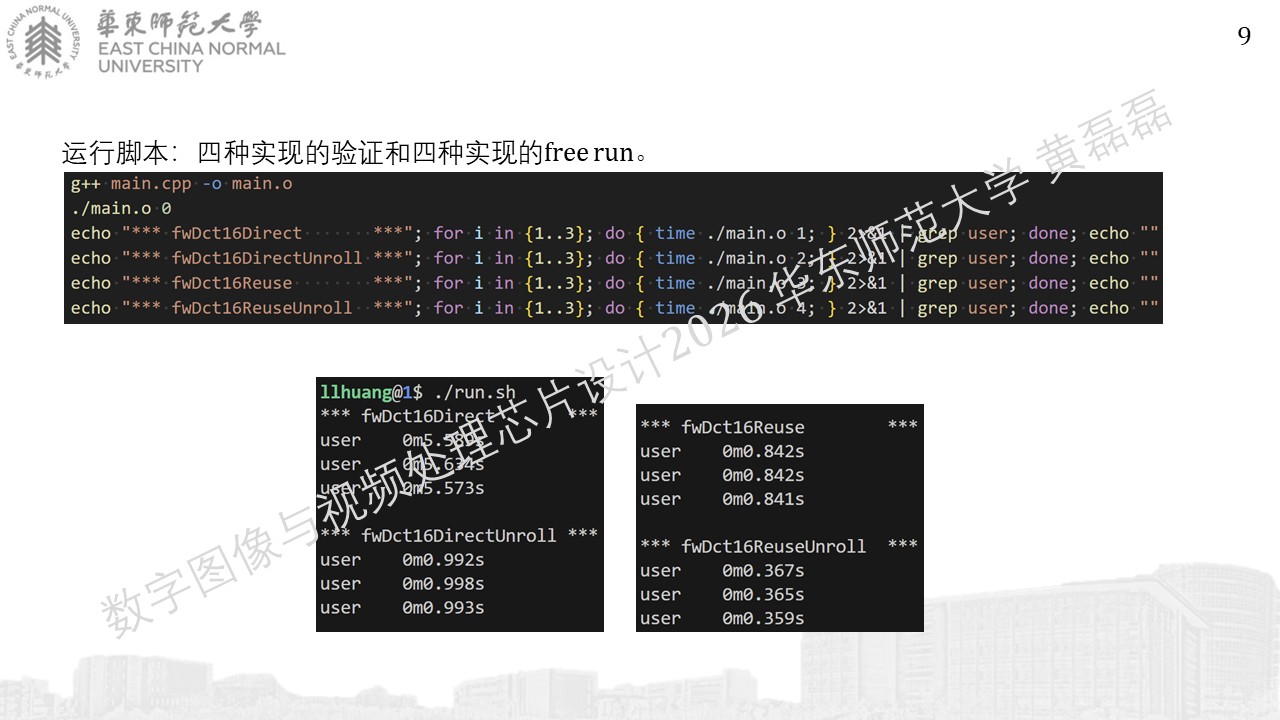 華東師範大學
EAST CHINA NORMAL
UNIVERSITY
9
运行脚本：四种实现的验证和四种实现的free run。
g++ main.cpp -o main.o
./main.o 0
echo "*** fwDct16Direct       ***"; for i in {1..3}; do { time ./main.o 1; } 2>&1 | grep user; done; echo ""
echo "*** fwDct16DirectUnroll ***"; for i in {1..3}; do { time ./main.o 2; } 2>&1 | grep user; done; echo ""
echo "*** fwDct16Reuse        ***"; for i in {1..3}; do { time ./main.o 3; } 2>&1 | grep user; done; echo ""
echo "*** fwDct16ReuseUnroll  ***"; for i in {1..3}; do { time ./main.o 4; } 2>&1 | grep user; done; echo ""
llhuang@1$ ./run.sh
*** fwDct16Direct       ***
user    0m5.589s
user    0m5.634s
user    0m5.573s
*** fwDct16DirectUnroll ***
user    0m0.992s
user    0m0.998s
user    0m0.993s
*** fwDct16Reuse        ***
user    0m0.842s
user    0m0.842s
user    0m0.841s
*** fwDct16ReuseUnroll  ***
user    0m0.367s
user    0m0.365s
user    0m0.359s
数字图像与视频处理芯片设计2026 华东师范大学 黄磊磊